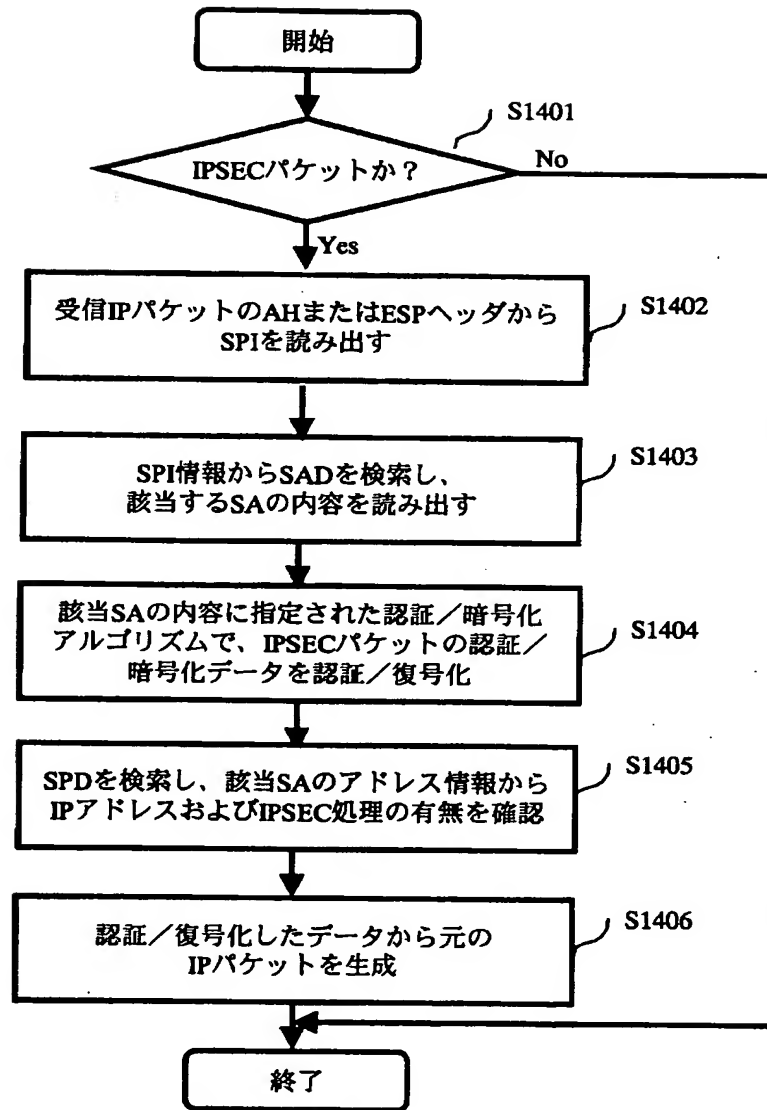 開始
S1401
IPSECパケットか？
No
Yes
受信IPパケットのAHまたはESPヘッダから
SPIを読み出す
S1402
SPI情報からSADを検索し、
該当するSAの内容を読み出す
S1403
該当SAの内容に指定された認証／暗号化
アルゴリズムで、IPSECパケットの認証／
暗号化データを認証／復号化
S1404
SPDを検索し、該当SAのアドレス情報から
IPアドレスおよびIPSEC処理の有無を確認
S1405
認証／復号化したデータから元の
IPパケットを生成
S1406
終了